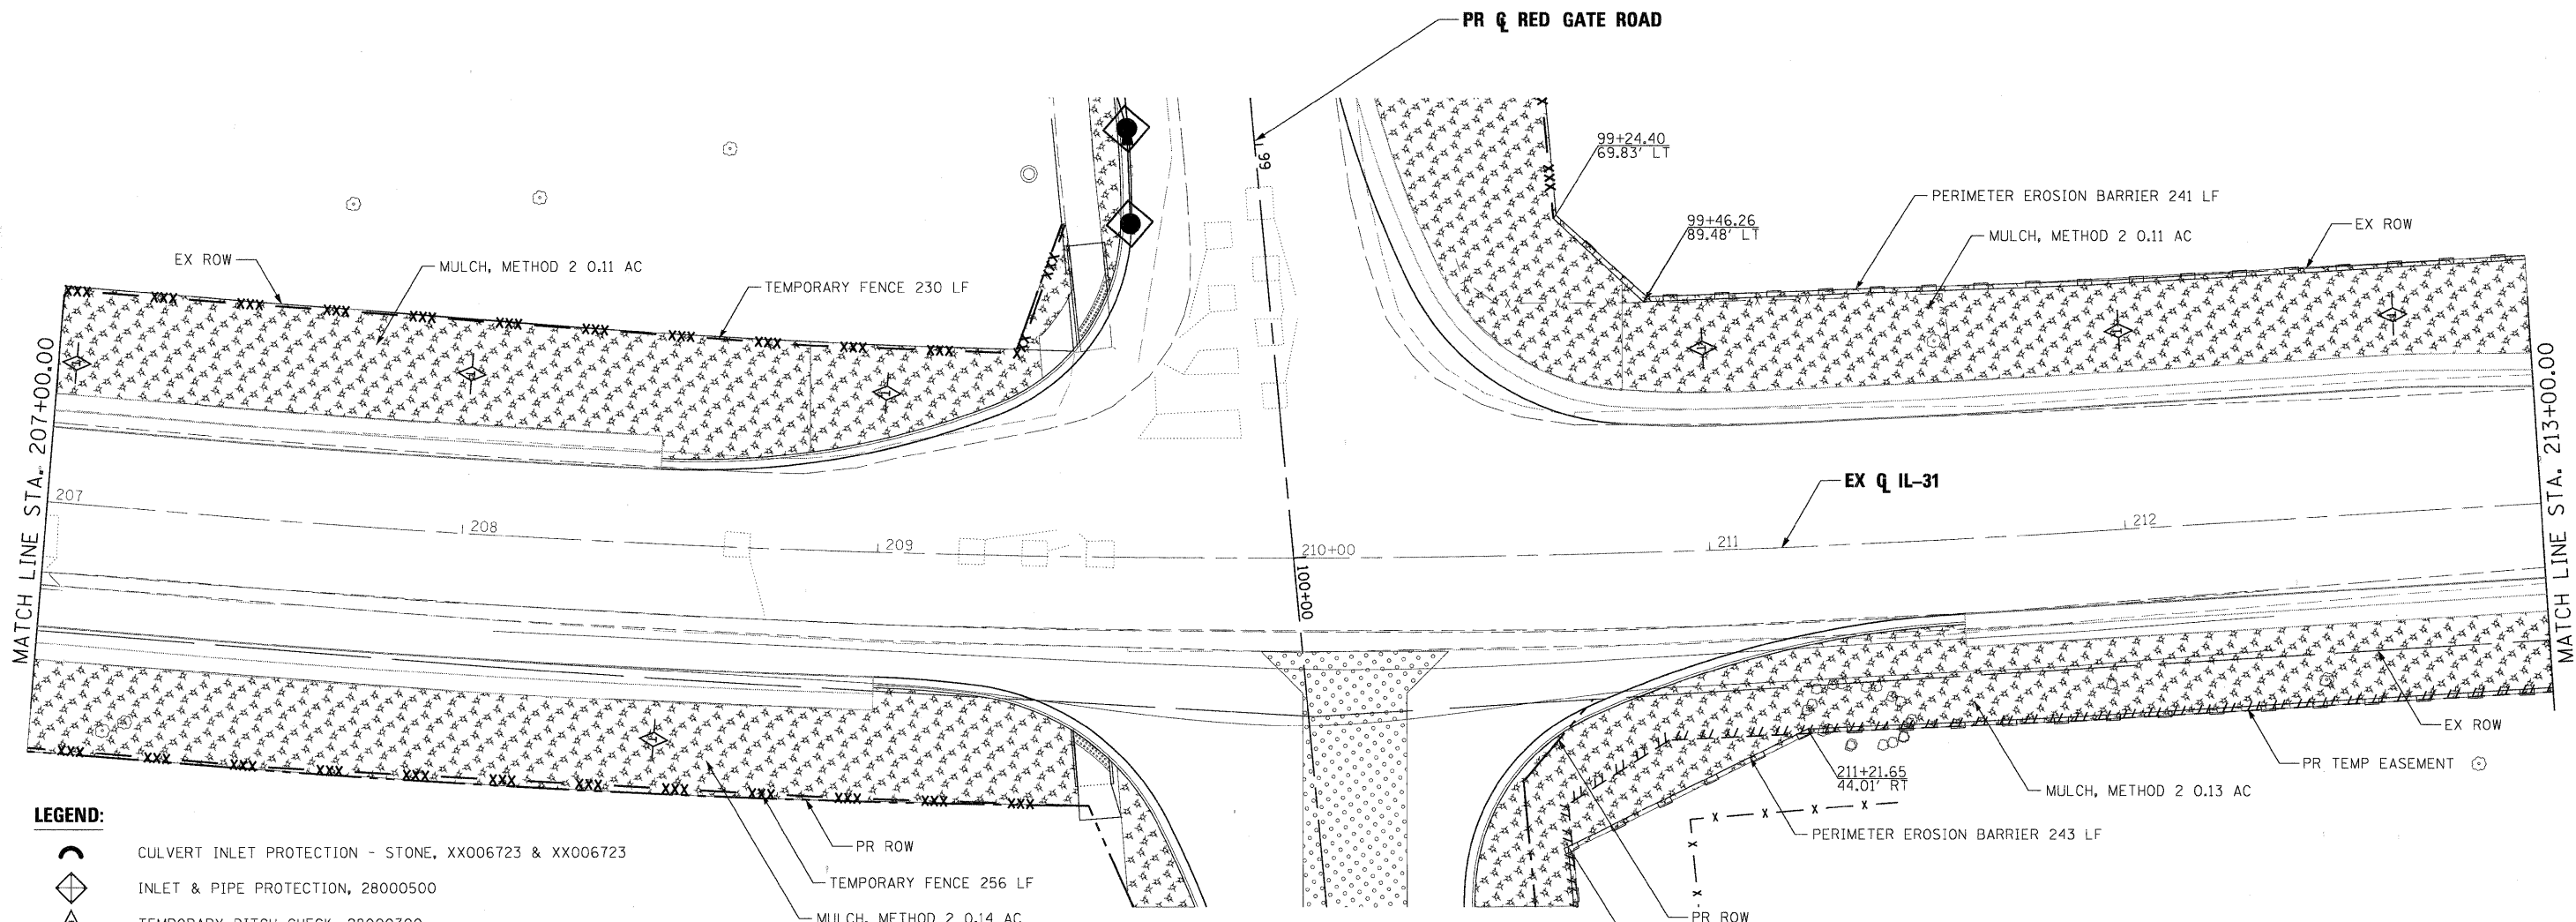 PR ℄ RED GATE ROAD
99
99+24.40
69.83' LT
99+46.26
89.48' LT
PERIMETER EROSION BARRIER 241 LF
MULCH, METHOD 2 0.11 AC
EX ROW
EX ROW
MULCH, METHOD 2 0.11 AC
TEMPORARY FENCE 230 LF
MATCH LINE STA. 207+00.00
MATCH LINE STA. 213+00.00
EX ℄ IL-31
207
208
209
210+00
211
212
100+00
EX ROW
PR TEMP EASEMENT
211+21.65
44.01' RT
MULCH, METHOD 2 0.13 AC
PERIMETER EROSION BARRIER 243 LF
PR ROW
PR ROW
TEMPORARY FENCE 256 LF
MULCH, METHOD 2 0.14 AC
LEGEND:
CULVERT INLET PROTECTION - STONE, XX006723 & XX006723
INLET & PIPE PROTECTION, 28000500
TEMPORARY DITCH CHECK, 28000300